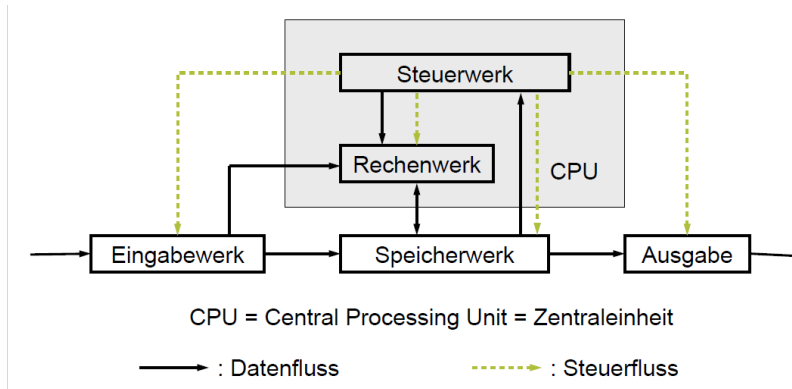 Steuerwerk
Rechenwerk
CPU
Eingabewerk
Speicherwerk
Ausgabe
CPU = Central Processing Unit = Zentraleinheit
: Datenfluss
: Steuerfluss